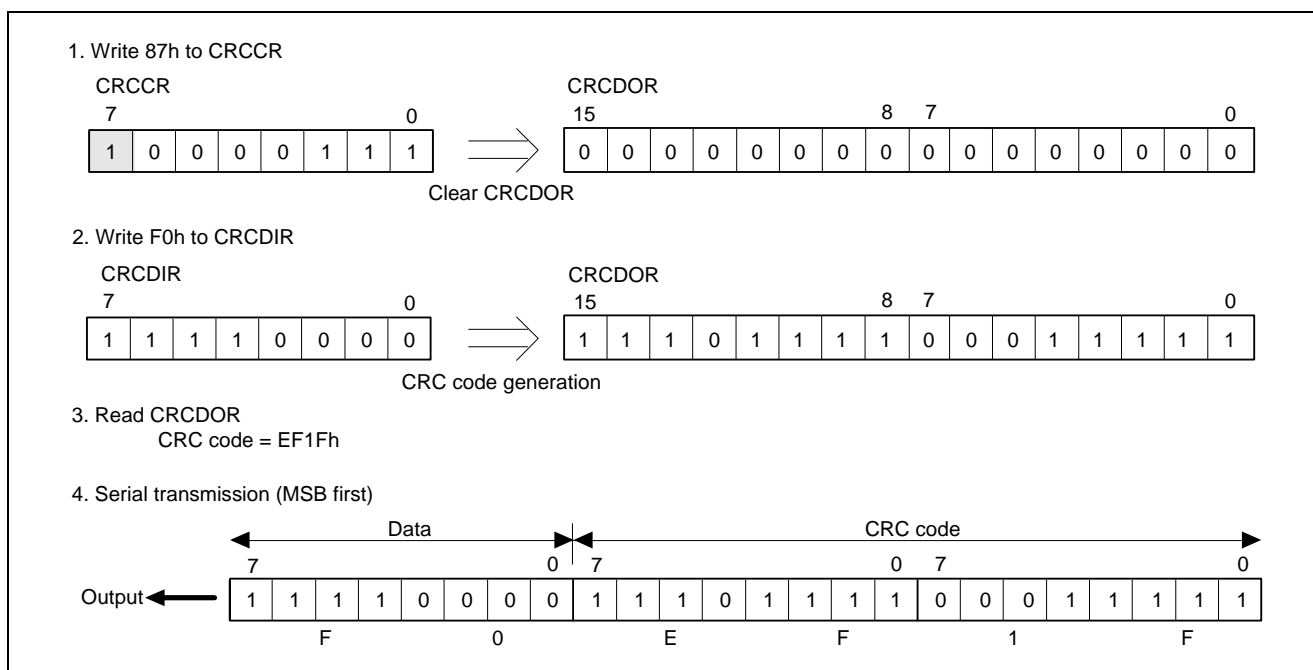 1. Write 87h to CRCCR
CRCCR CRCDOR
7 0 15 8 7 0
1 0 0 0 0 1 1 1 0 0 0 0 0 0 0 0 0 0 0 0 0 0 0 0
Clear CRCDOR
2. Write F0h to CRCDIR
CRCDIR CRCDOR
7 0 15 8 7 0
1 1 1 1 0 0 0 0 1 1 1 0 1 1 1 1 0 0 0 1 1 1 1 1
CRC code generation
3. Read CRCDOR
CRC code = EF1Fh
4. Serial transmission (MSB first)
Data CRC code
7 0 7 0 7 0
Output 1 1 1 1 0 0 0 0 1 1 1 0 1 1 1 1 0 0 0 1 1 1 1 1
F 0 E F 1 F